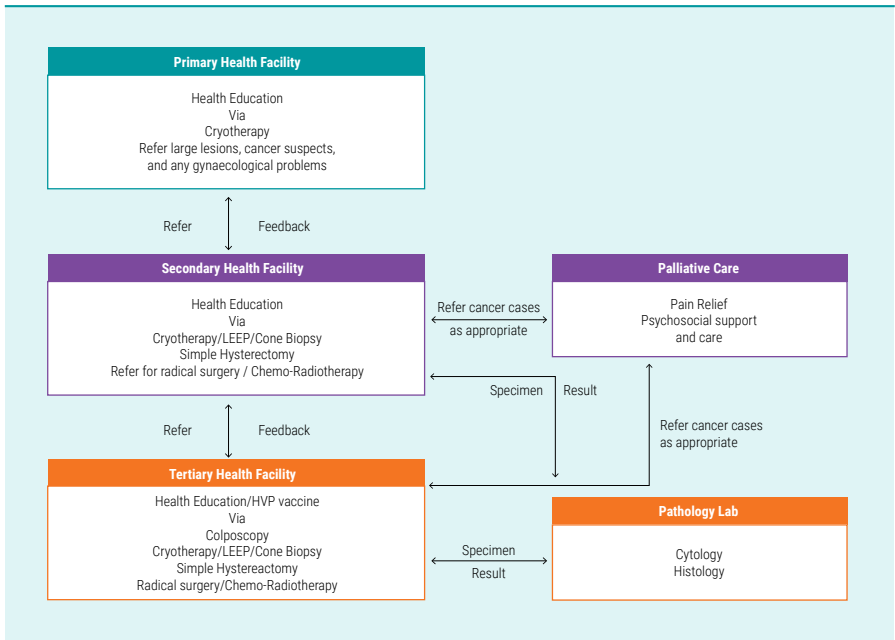 Primary Health Facility
Health Education
Via
Cryotherapy
Refer large lesions, cancer suspects,
and any gynaecological problems
Refer
Feedback
Secondary Health Facility
Health Education
Via
Cryotherapy/LEEP/Cone Biopsy
Simple Hysterectomy
Refer for radical surgery / Chemo-Radiotherapy
Refer cancer cases
as appropriate
Palliative Care
Pain Relief
Psychosocial support
and care
Specimen
Result
Refer
Feedback
Refer cancer cases
as appropriate
Tertiary Health Facility
Health Education/HVP vaccine
Via
Colposcopy
Cryotherapy/LEEP/Cone Biopsy
Simple Hystereactomy
Radical surgery/Chemo-Radiotherapy
Specimen
Result
Pathology Lab
Cytology
Histology